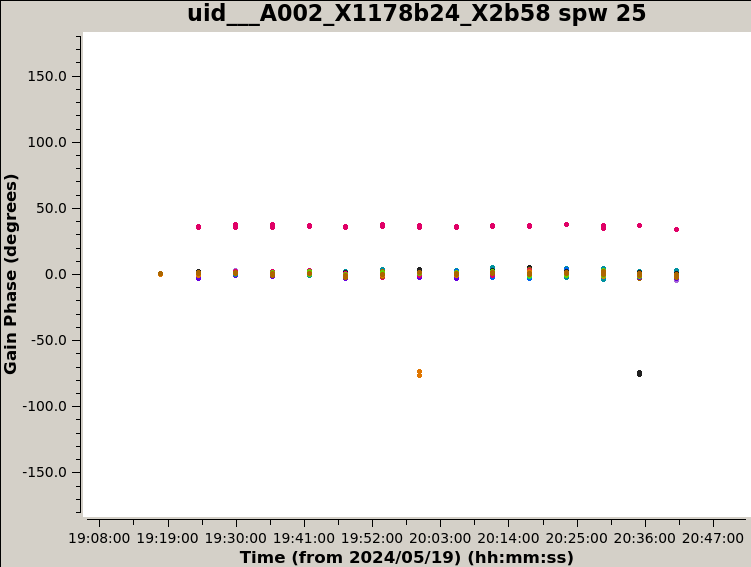 uid___A002_X1178b24_X2b58 spw 25
150.0
100.0
50.0
0.0
-50.0
-100.0
-150.0
Gain Phase (degrees)
19:08:00 19:19:00 19:30:00 19:41:00 19:52:00 20:03:00 20:14:00 20:25:00 20:36:00 20:47:00
Time (from 2024/05/19) (hh:mm:ss)